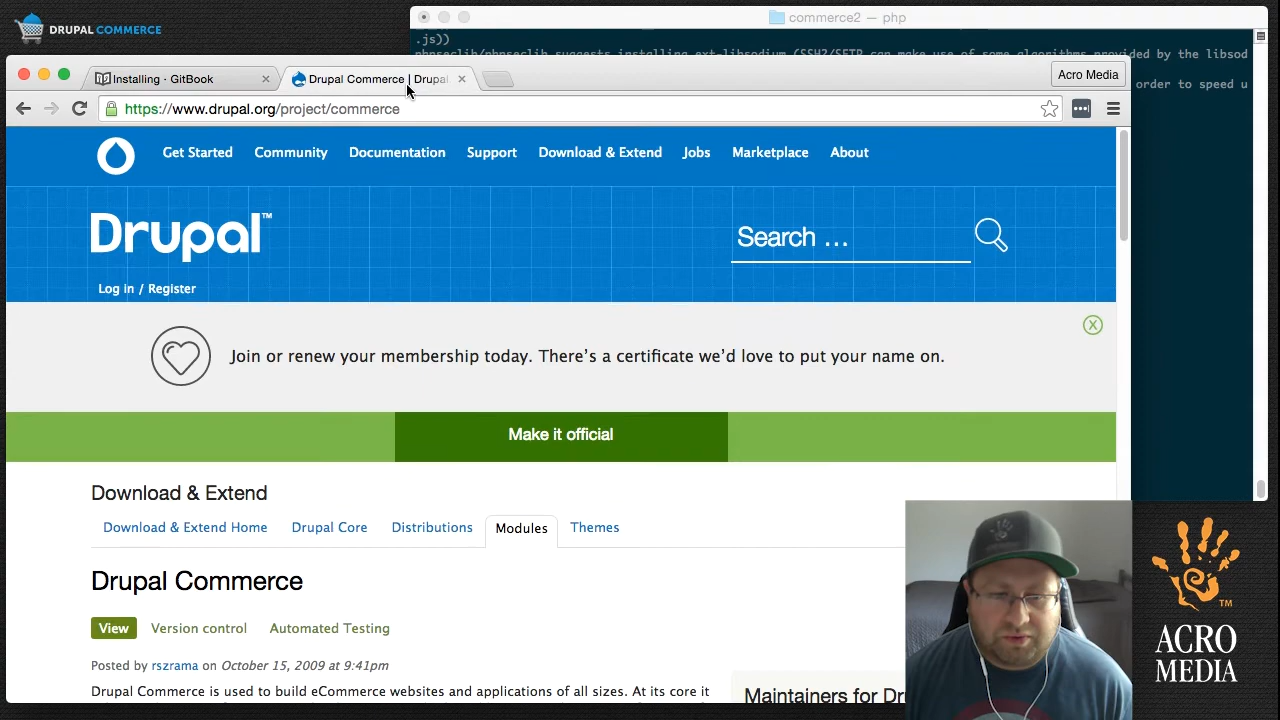 DRUPAL COMMERCE
commerce2 — php
.js))
phpseclib/phpseclib suggests installing ext-libsodium (SSH2/SFTP can make use of some algorithms provided by the libsod
order to speed u
Installing · GitBook
Drupal Commerce | Drupal
Acro Media
https://www.drupal.org/project/commerce
Get Started Community Documentation Support Download & Extend Jobs Marketplace About
Drupal™
Search ...
Log in / Register
Join or renew your membership today. There's a certificate we'd love to put your name on.
X
Make it official
Download & Extend
Download & Extend Home Drupal Core Distributions Modules Themes
Drupal Commerce
View Version control Automated Testing
Posted by rszrama on October 15, 2009 at 9:41pm
Drupal Commerce is used to build eCommerce websites and applications of all sizes. At its core it
Maintainers for Dr
TM
ACRO
MEDIA